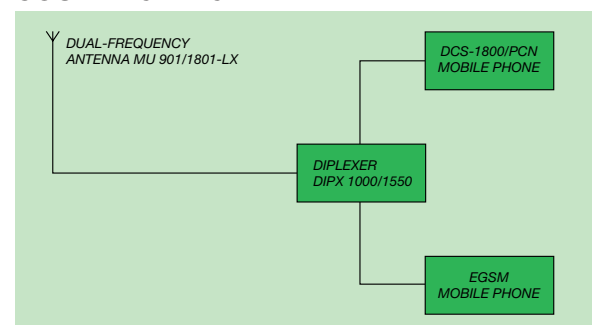 DUAL-FREQUENCY
ANTENNA MU 901/1801-LX
DCS-1800/PCN
MOBILE PHONE
DIPLEXER
DIPX 1000/1550
EGSM
MOBILE PHONE